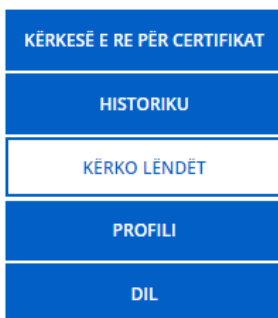 KËRKESË E RE PËR CERTIFIKAT
HISTORIKU
KËRKO LËNDËT
PROFILI
DIL